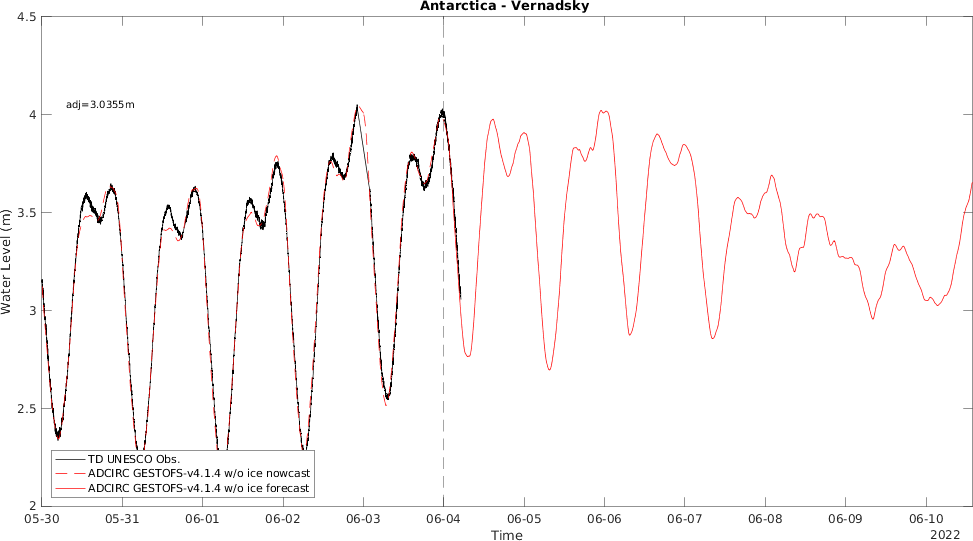 Antarctica - Vernadsky
4.5
4
3.5
3
2.5
2
Water Level (m)
adj=3.0355m
TD UNESCO Obs.
ADCIRC GESTOFS-v4.1.4 w/o ice nowcast
ADCIRC GESTOFS-v4.1.4 w/o ice forecast
05-30 05-31 06-01 06-02 06-03 06-04 06-05 06-06 06-07 06-08 06-09 06-10
Time
2022